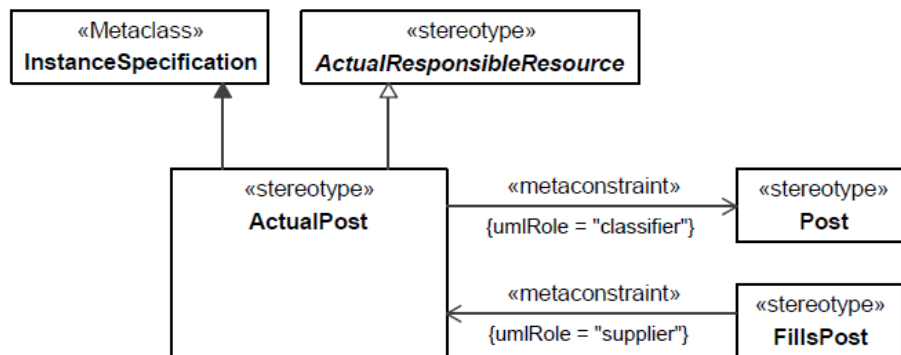 «Metaclass»
InstanceSpecification
«stereotype»
ActualResponsibleResource
«stereotype»
ActualPost
«metaconstraint»
{umlRole = "classifier"}
«stereotype»
Post
«metaconstraint»
{umlRole = "supplier"}
«stereotype»
FillsPost